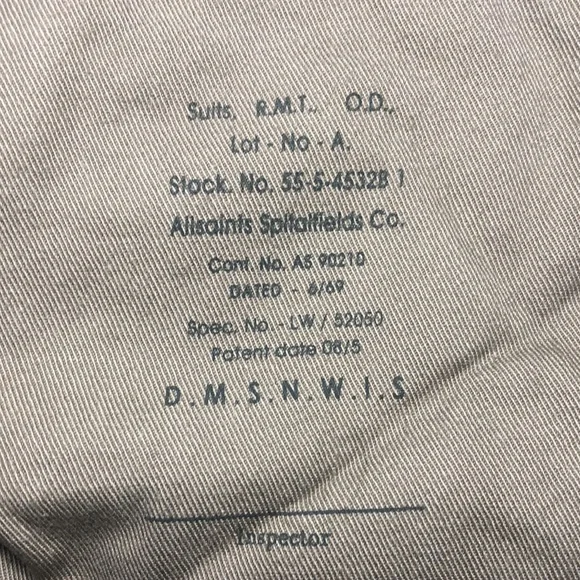 Suits, R.M.T., O.D.,
Lot - No - A.
Stock. No. 55-5-4532B 1
Allsaints Spitalfields Co.
Cont. No. AS 90210
DATED - 6/69
Spec. No. - LW / 52050
Patent date 08/5
D.M.S.N.W.I.S
Inspector